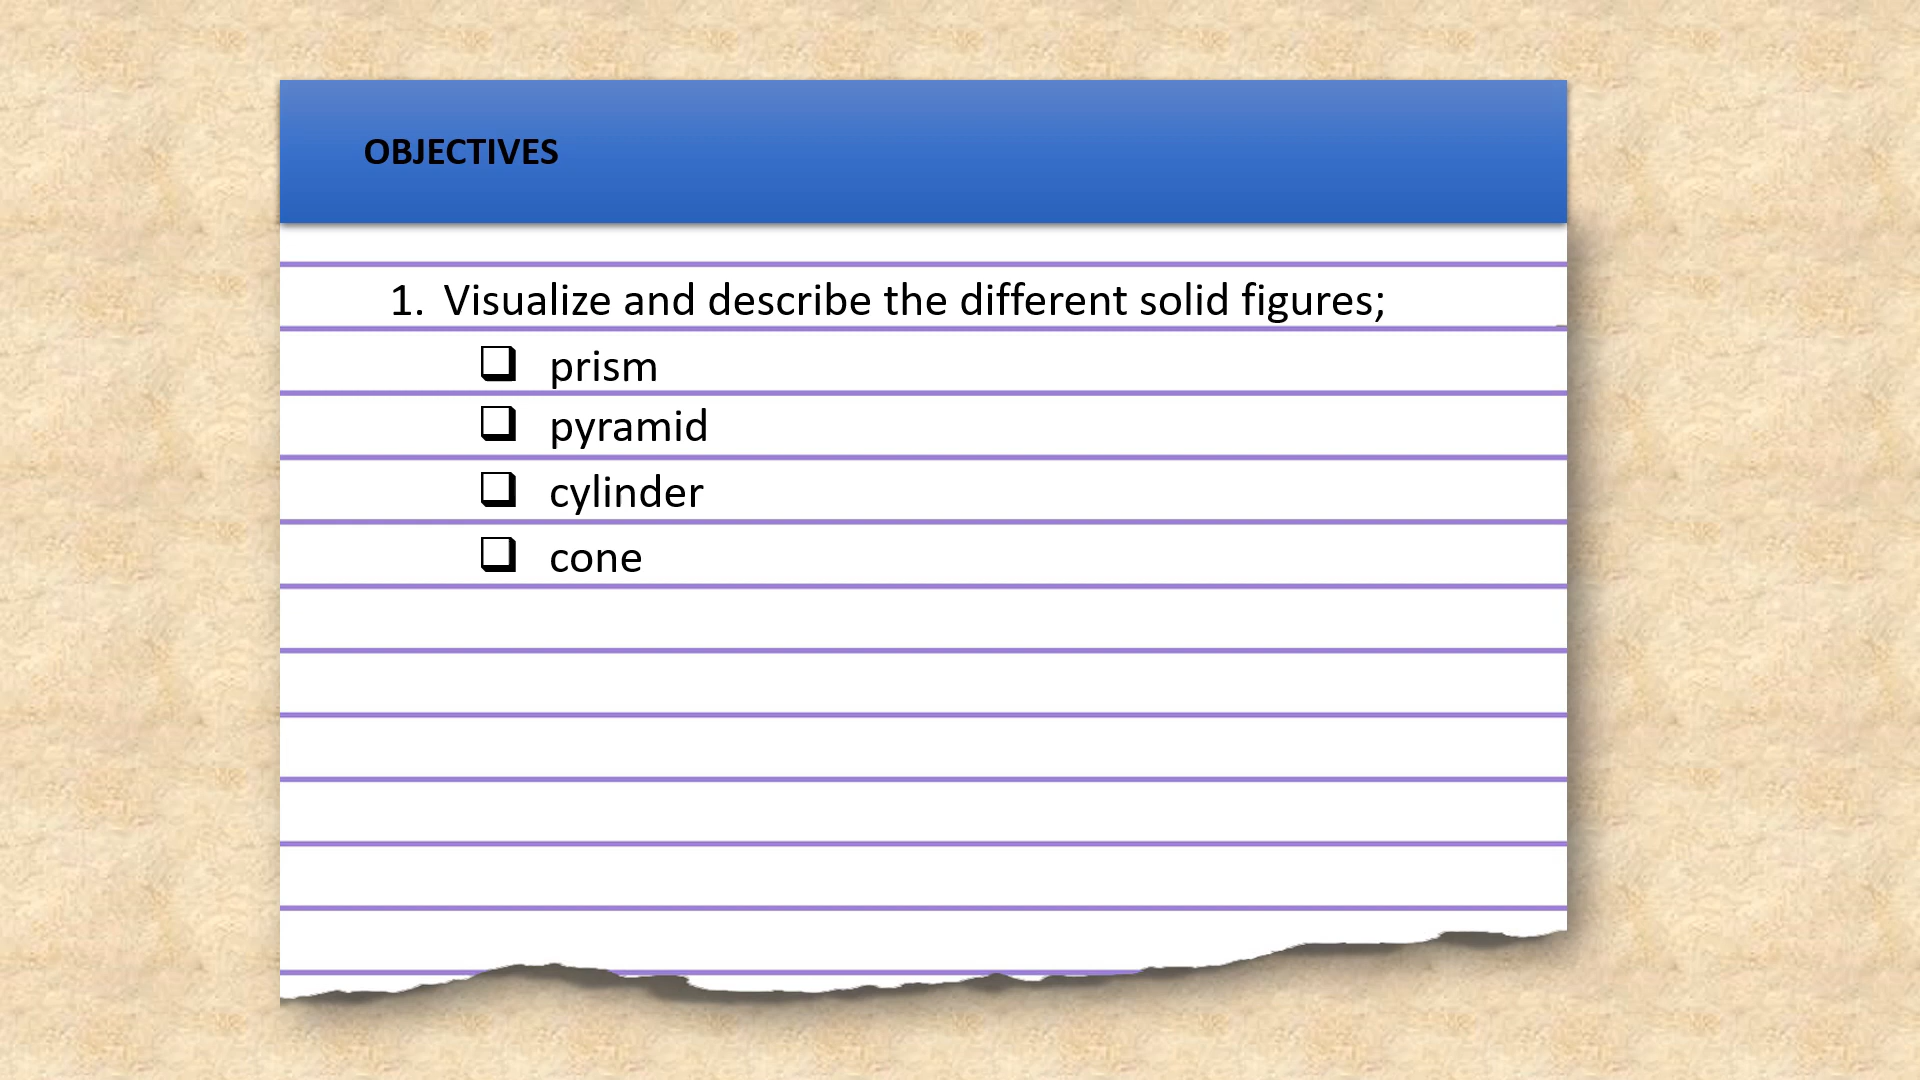 OBJECTIVES
1. Visualize and describe the different solid figures;
❑ prism
❑ pyramid
❑ cylinder
❑ cone